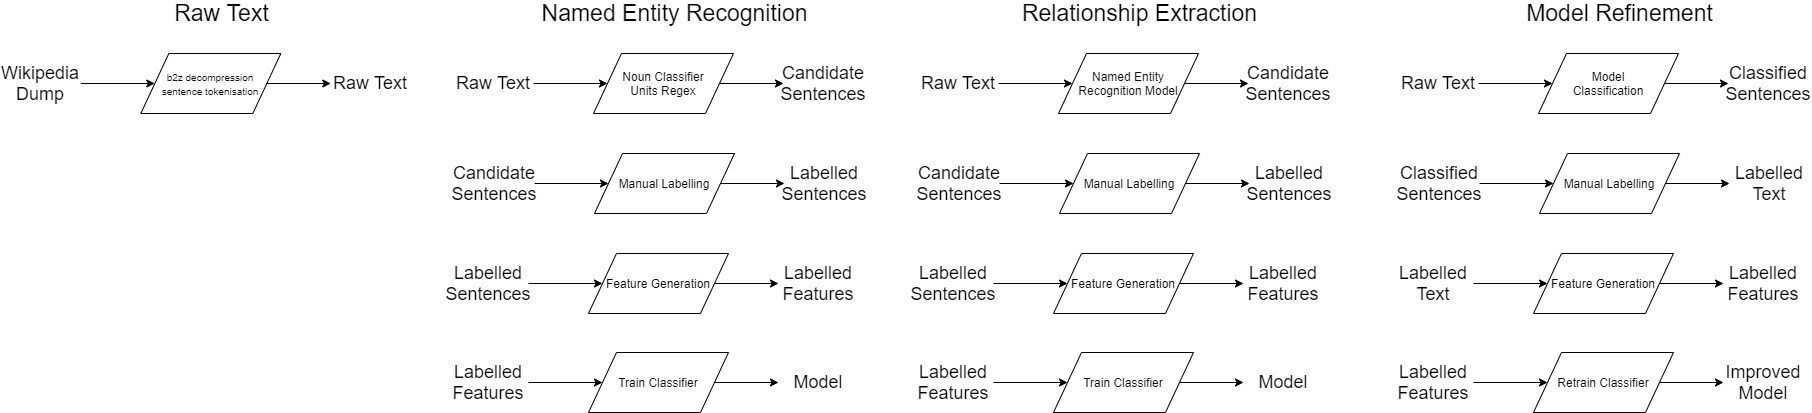 Raw Text
Wikipedia
Dump
b2z decompression
sentence tokenisation
Raw Text
Named Entity Recognition
Raw Text
Noun Classifier
Units Regex
Candidate
Sentences
Candidate
Sentences
Manual Labelling
Labelled
Sentences
Labelled
Sentences
Feature Generation
Labelled
Features
Labelled
Features
Train Classifier
Model
Relationship Extraction
Raw Text
Named Entity
Recognition Model
Candidate
Sentences
Candidate
Sentences
Manual Labelling
Labelled
Sentences
Labelled
Sentences
Feature Generation
Labelled
Features
Labelled
Features
Train Classifier
Model
Model Refinement
Raw Text
Model
Classification
Classified
Sentences
Classified
Sentences
Manual Labelling
Labelled
Text
Labelled
Text
Feature Generation
Labelled
Features
Labelled
Features
Retrain Classifier
Improved
Model